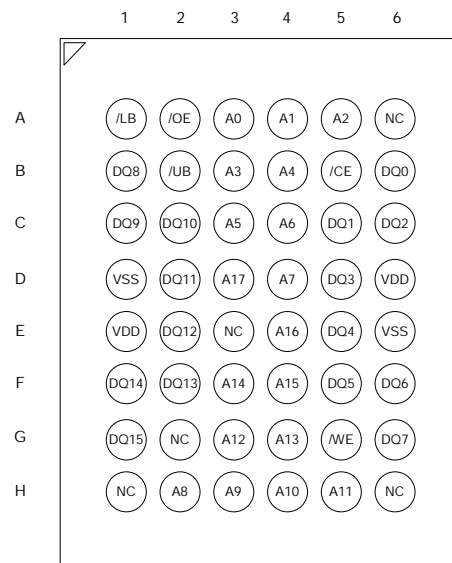 1 2 3 4 5 6
A /LB /OE A0 A1 A2 NC
B DQ8 /UB A3 A4 /CE DQ0
C DQ9 DQ10 A5 A6 DQ1 DQ2
D VSS DQ11 A17 A7 DQ3 VDD
E VDD DQ12 NC A16 DQ4 VSS
F DQ14 DQ13 A14 A15 DQ5 DQ6
G DQ15 NC A12 A13 /WE DQ7
H NC A8 A9 A10 A11 NC